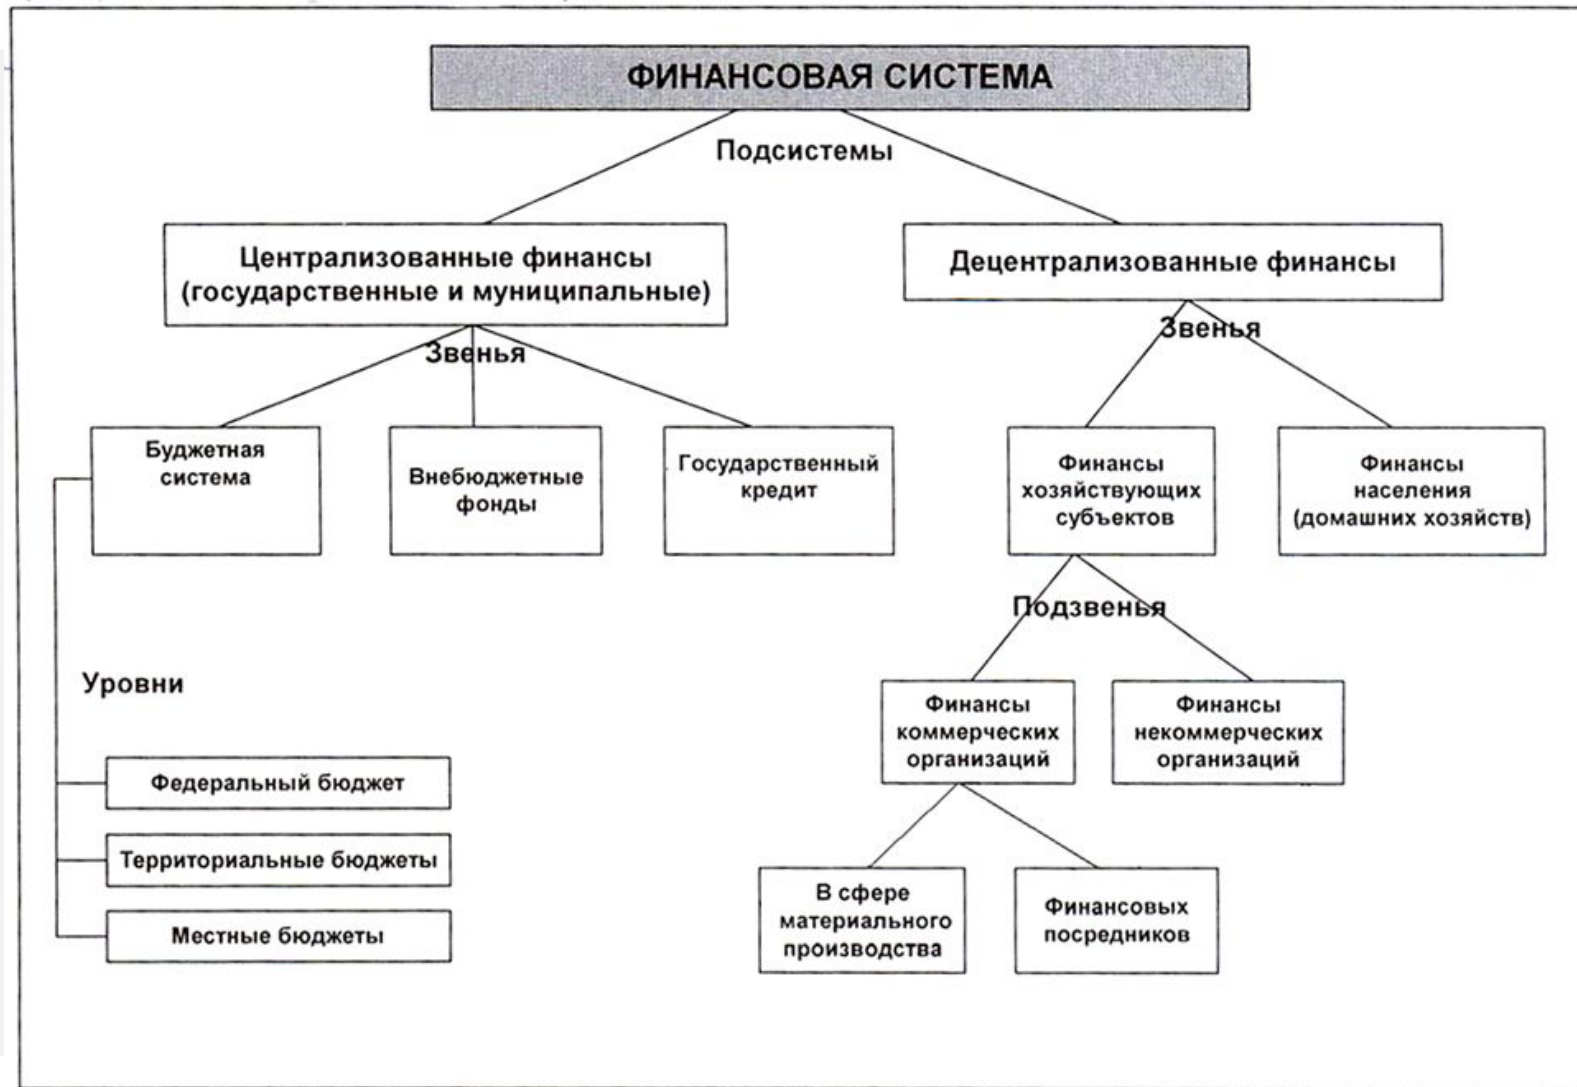 ФИНАНСОВАЯ СИСТЕМА
Подсистемы
Централизованные финансы
(государственные и муниципальные)
Децентрализованные финансы
Звенья
Звенья
Буджетная
система
Внебюджетные
фонды
Государственный
кредит
Финансы
хозяйствующих
субъектов
Финансы
населения
(домашних хозяйств)
Подзвенья
Уровни
Финансы
коммерческих
организаций
Финансы
некоммерческих
организаций
Федеральный бюджет
Территориальные бюджеты
Местные бюджеты
В сфере
материального
производства
Финансовых
посредников